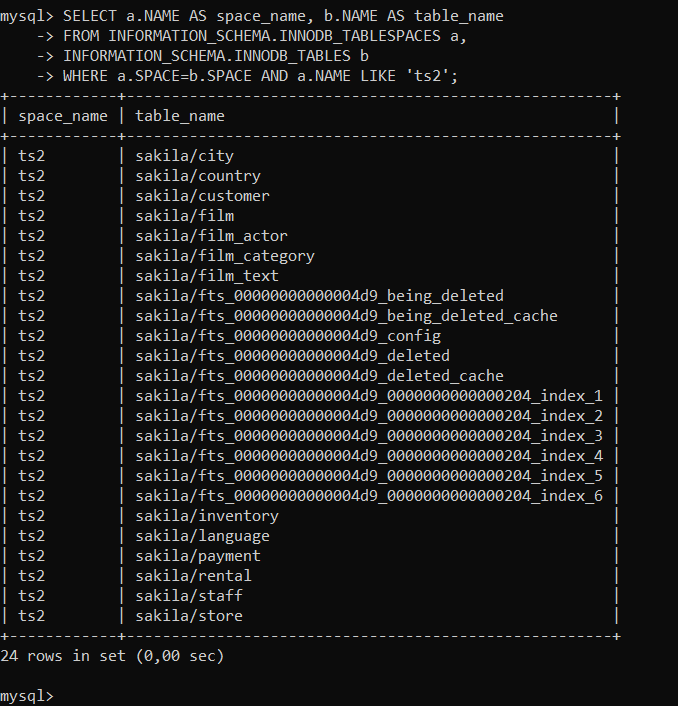 mysql> SELECT a.NAME AS space_name, b.NAME AS table_name
    -> FROM INFORMATION_SCHEMA.INNODB_TABLESPACES a,
    -> INFORMATION_SCHEMA.INNODB_TABLES b
    -> WHERE a.SPACE=b.SPACE AND a.NAME LIKE 'ts2';
+------------+------------------------------------------------------+
| space_name | table_name                                           |
+------------+------------------------------------------------------+
| ts2        | sakila/city                                          |
| ts2        | sakila/country                                       |
| ts2        | sakila/customer                                      |
| ts2        | sakila/film                                          |
| ts2        | sakila/film_actor                                    |
| ts2        | sakila/film_category                                 |
| ts2        | sakila/film_text                                     |
| ts2        | sakila/fts_00000000000004d9_being_deleted            |
| ts2        | sakila/fts_00000000000004d9_being_deleted_cache      |
| ts2        | sakila/fts_00000000000004d9_config                   |
| ts2        | sakila/fts_00000000000004d9_deleted                  |
| ts2        | sakila/fts_00000000000004d9_deleted_cache            |
| ts2        | sakila/fts_00000000000004d9_0000000000000204_index_1 |
| ts2        | sakila/fts_00000000000004d9_0000000000000204_index_2 |
| ts2        | sakila/fts_00000000000004d9_0000000000000204_index_3 |
| ts2        | sakila/fts_00000000000004d9_0000000000000204_index_4 |
| ts2        | sakila/fts_00000000000004d9_0000000000000204_index_5 |
| ts2        | sakila/fts_00000000000004d9_0000000000000204_index_6 |
| ts2        | sakila/inventory                                     |
| ts2        | sakila/language                                      |
| ts2        | sakila/payment                                       |
| ts2        | sakila/rental                                        |
| ts2        | sakila/staff                                         |
| ts2        | sakila/store                                         |
+------------+------------------------------------------------------+
24 rows in set (0,00 sec)

mysql>